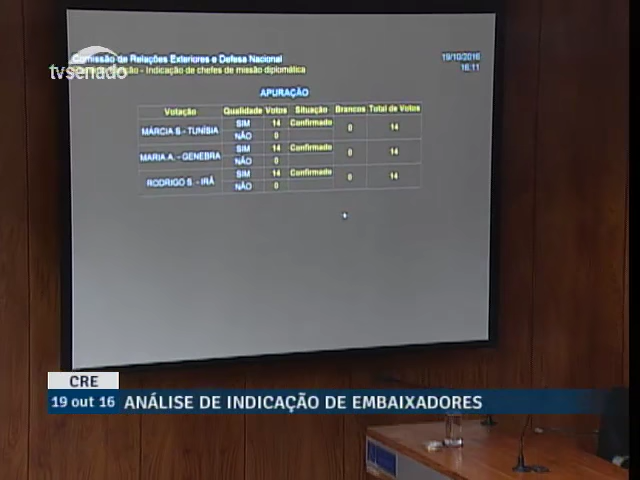 Comissão de Relações Exteriores e Defesa Nacional
19/10/2016
tvsenado
- Indicação de chefes de missão diplomática
16:11
APURAÇÃO
Votação Qualidade Votos Situação Brancos Total de Votos
MÁRCIA S.- TUNÍSIA SIM 14 Confirmado 0 14
NÃO 0
MARIA A. - GENEBRA SIM 14 Confirmado 0 14
NÃO 0
RODRIGO S. - IRÃ SIM 14 Confirmado 0 14
NÃO 0
CRE
19 out 16 ANÁLISE DE INDICAÇÃO DE EMBAIXADORES